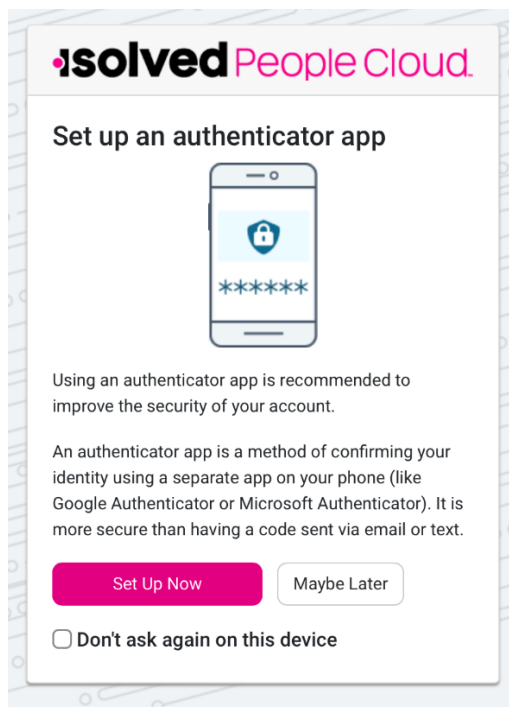 isolved People Cloud.
Set up an authenticator app
******
Using an authenticator app is recommended to
improve the security of your account.
An authenticator app is a method of confirming your
identity using a separate app on your phone (like
Google Authenticator or Microsoft Authenticator). It is
more secure than having a code sent via email or text.
Set Up Now
Maybe Later
Don't ask again on this device